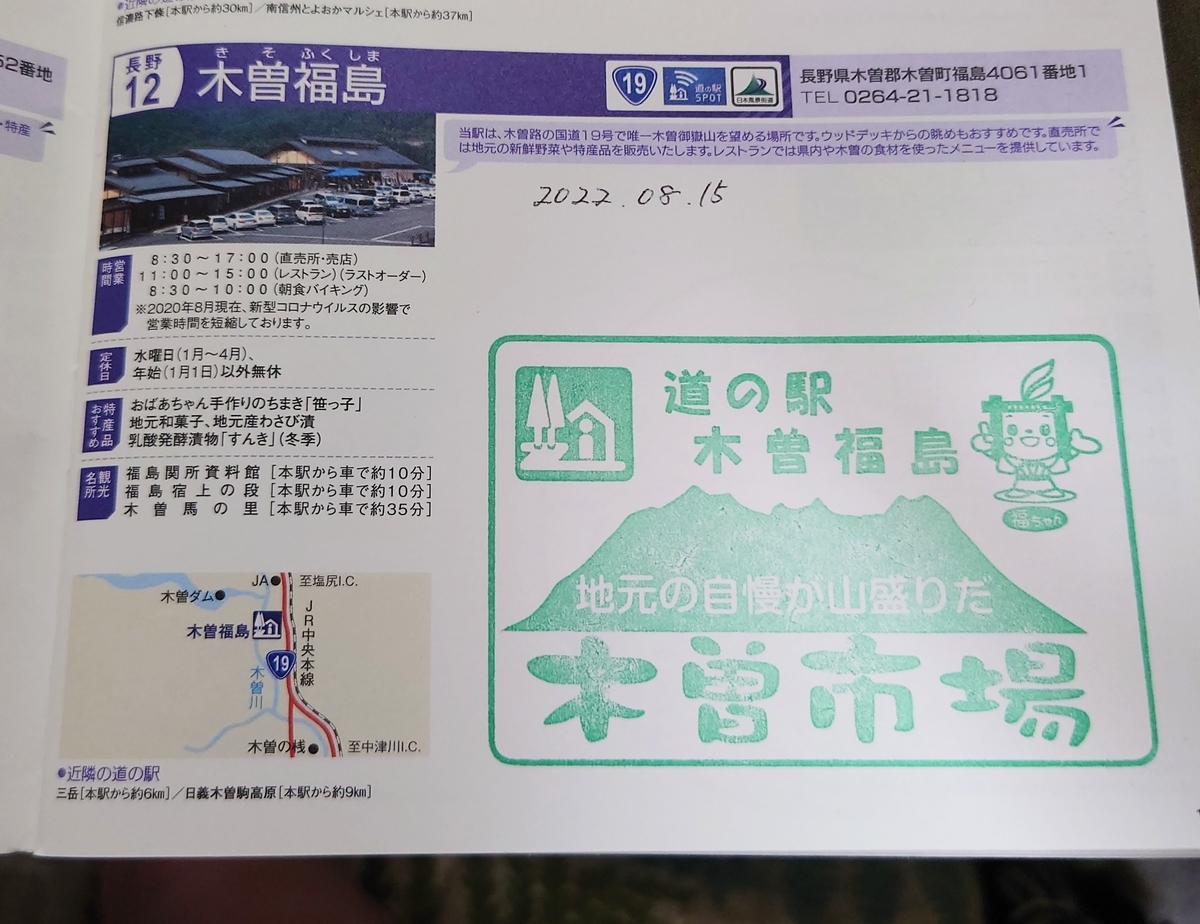 信濃路下條[本駅から約30km]／南信州とよおかマルシェ[本駅から約37km]
52番地
特産
長野
12
きそふくしま
木曽福島
19
道の駅
SPOT
日本風景街道
長野県木曽郡木曽町福島4061番地1
TEL 0264-21-1818
当駅は、木曽路の国道19号で唯一木曽御嶽山を望める場所です。ウッドデッキからの眺めもおすすめです。直売所で
は地元の新鮮野菜や特産品を販売いたします。レストランでは県内や木曽の食材を使ったメニューを提供しています。
2022.08.15
営業時間
8:30～17:00(直売所・売店)
11:00～15:00(レストラン)(ラストオーダー)
8:30～10:00(朝食バイキング)
※2020年8月現在、新型コロナウイルスの影響で
営業時間を短縮しております。
定休日
水曜日(1月～4月)、
年始(1月1日)以外無休
特産品おすすめ
おばあちゃん手作りのちまき「笹っ子」
地元和菓子、地元産わさび漬
乳酸発酵漬物「すんき」(冬季)
観光名所
福島関所資料館[本駅から車で約10分]
福島宿上の段[本駅から車で約10分]
木曽馬の里[本駅から車で約35分]
JA
至塩尻I.C.
木曽ダム
木曽福島
19
JR中央本線
木曽川
木曽の桟
至中津川I.C.
●近隣の道の駅
三岳[本駅から約6km]／日義木曽駒高原[本駅から約9km]
道の駅
木曽福島
福ちゃん
地元の自慢が山盛りだ
木曽市場